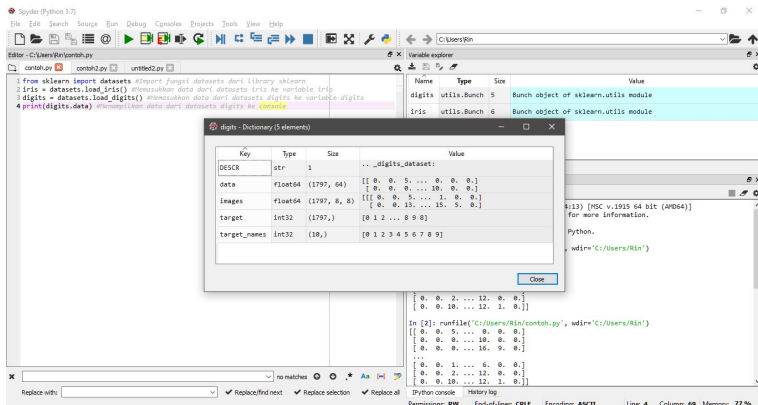 Spyder (Python 3.7)
File Edit Search Source Run Debug Consoles Projects Tools View Help
C:\Users\Rin
Editor - C:\Users\Rin\contoh.py
contoh.py contoh2.py untitled2.py
1 from sklearn import datasets #Import fungsi datasets dari library sklearn
2 iris = datasets.load_iris() #Memasukkan data dari datasets iris ke variable iris
3 digits = datasets.load_digits() #Memasukkan data dari datasets digits ke variable digits
4 print(digits.data) #Menampilkan data dari datasets digits ke console
Variable explorer
Name Type Size Value
digits utils.Bunch 5 Bunch object of sklearn.utils module
iris utils.Bunch 6 Bunch object of sklearn.utils module
digits - Dictionary (5 elements)
Key Type Size Value
DESCR str 1 .. _digits_dataset:
data float64 (1797, 64) [[ 0. 0. 5. ... 0. 0. 0.]
[ 0. 0. 0. ... 10. 0. 0.]
images float64 (1797, 8, 8) [[[ 0. 0. 5. ... 1. 0. 0.]
[ 0. 0. 13. ... 15. 5. 0.]
target int32 (1797,) [0 1 2 ... 8 9 8]
target_names int32 (10,) [0 1 2 3 4 5 6 7 8 9]
Close
4:13) [MSC v.1915 64 bit (AMD64)]
for more information.
Python.
, wdir='C:/Users/Rin')
[ 0. 0. 2. ... 12. 0. 0.]
[ 0. 0. 10. ... 12. 1. 0.]]
In [2]: runfile('C:/Users/Rin/contoh.py', wdir='C:/Users/Rin')
[[ 0. 0. 5. ... 0. 0. 0.]
[ 0. 0. 0. ... 10. 0. 0.]
[ 0. 0. 0. ... 16. 9. 0.]
...
[ 0. 0. 1. ... 6. 0. 0.]
[ 0. 0. 2. ... 12. 0. 0.]
[ 0. 0. 10. ... 12. 1. 0.]]
no matches Aa
Replace with: Replace/find next Replace selection Replace all
IPython console History log
Permissions: RW End-of-lines: CRLF Encoding: ASCII Line: 4 Column: 69 Memory: 77 %